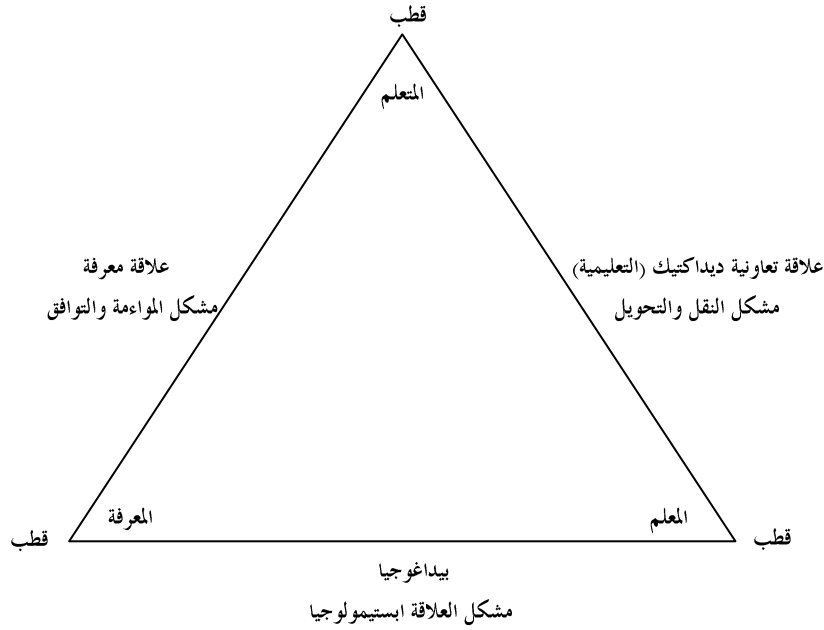 قطب
المتعلم
علاقة تعاونية ديداكتيك (التعليمية)
علاقة معرفة
مشكل النقل والتحويل
مشكل المواءمة والتوافق
المعلم
المعرفة
قطب
قطب
بيداغوجيا
مشكل العلاقة ابستيمولوجيا